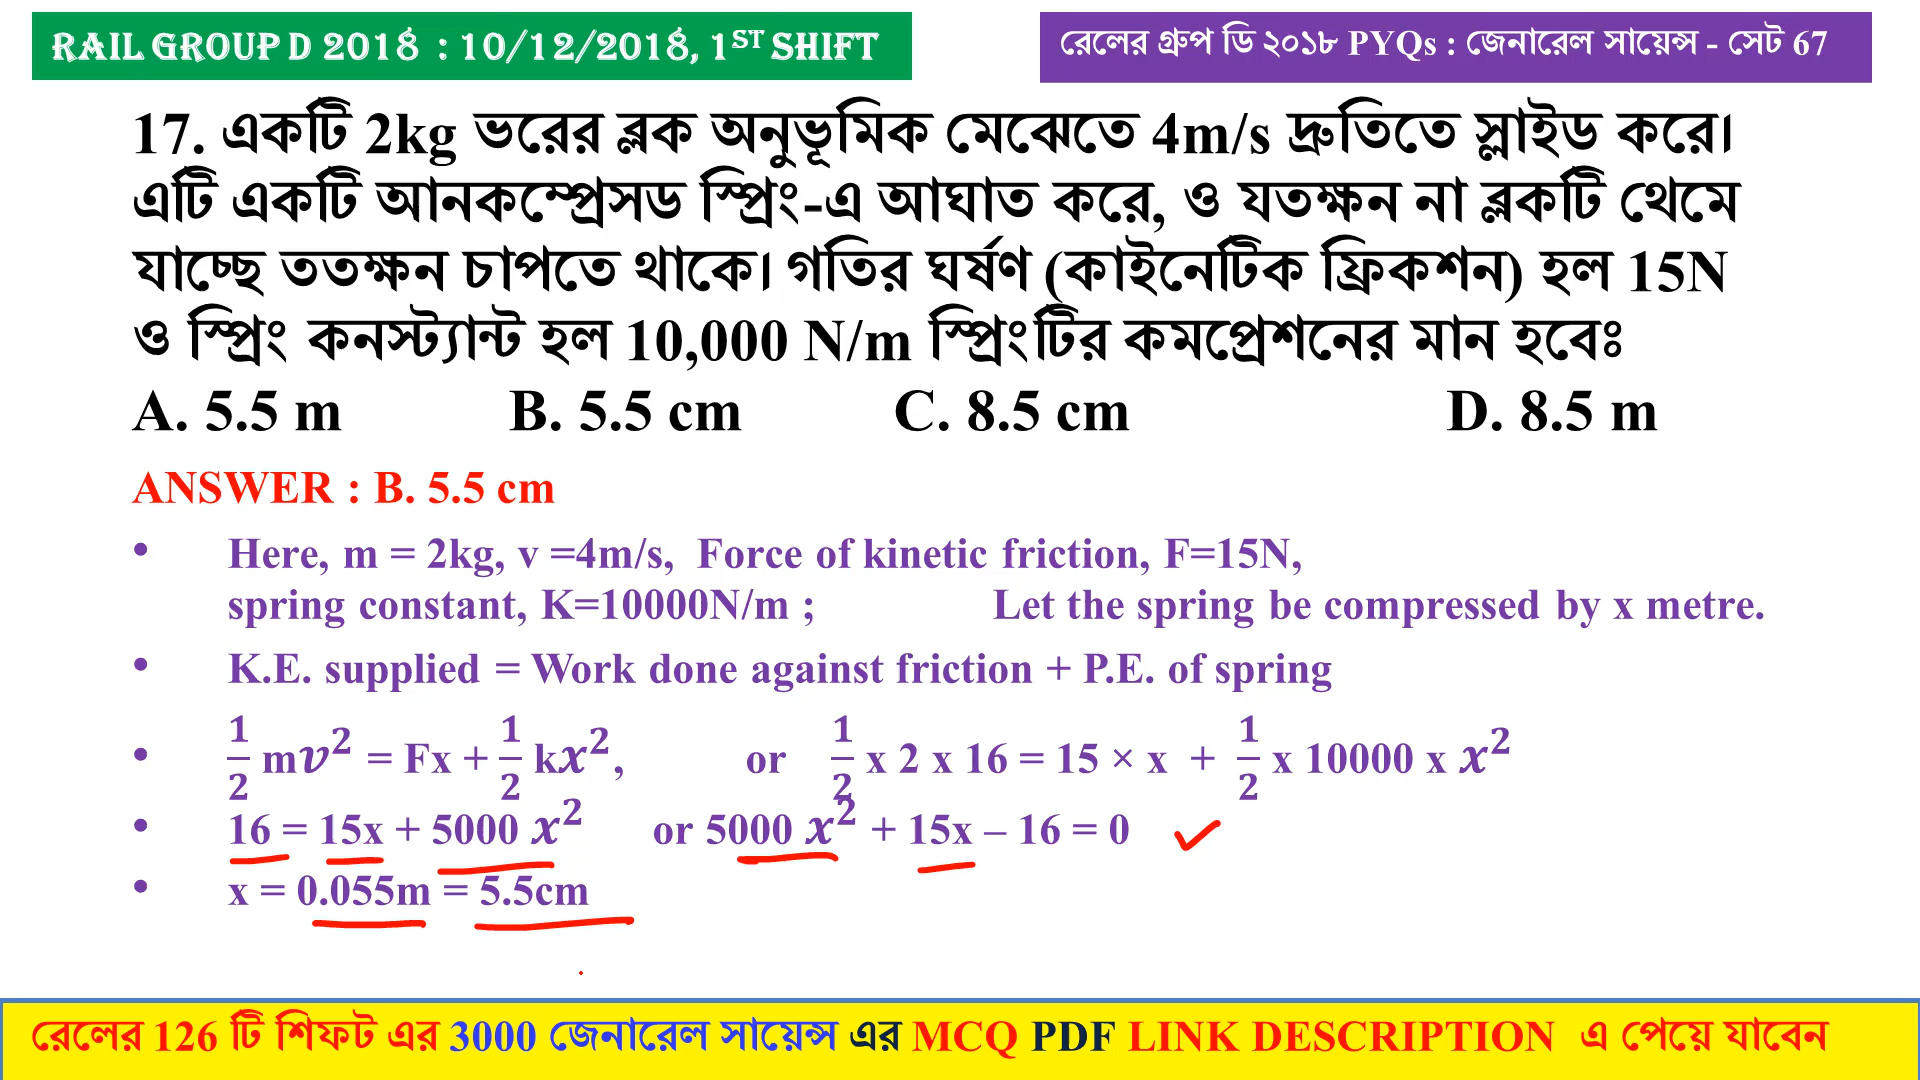 RAIL GROUP D 2018 : 10/12/2018, 1ST SHIFT
রেলের গ্রুপ ডি ২০১৮ PYQs : জেনারেল সায়েন্স - সেট 67
17. একটি 2kg ভরের ব্লক অনুভূমিক মেঝেতে 4m/s দ্রুতিতে স্লাইড করে।
এটি একটি আনকম্প্রেসড স্প্রিং-এ আঘাত করে, ও যতক্ষন না ব্লকটি থেমে
যাচ্ছে ততক্ষন চাপতে থাকে। গতির ঘর্ষণ (কাইনেটিক ফ্রিকশন) হল 15N
ও স্প্রিং কনস্ট্যান্ট হল 10,000 N/m স্প্রিংটির কমপ্রেশনের মান হবেঃ
A. 5.5 m B. 5.5 cm C. 8.5 cm D. 8.5 m
ANSWER : B. 5.5 cm
• Here, m = 2kg, v =4m/s, Force of kinetic friction, F=15N,
spring constant, K=10000N/m ; Let the spring be compressed by x metre.
• K.E. supplied = Work done against friction + P.E. of spring
• 1/2 m𝒗² = Fx + 1/2 k𝒙², or 1/2 x 2 x 16 = 15 × x + 1/2 x 10000 x 𝒙²
• 16 = 15x + 5000 𝒙² or 5000 𝒙² + 15x – 16 = 0
• x = 0.055m = 5.5cm
রেলের 126 টি শিফট এর 3000 জেনারেল সায়েন্স এর MCQ PDF LINK DESCRIPTION এ পেয়ে যাবেন